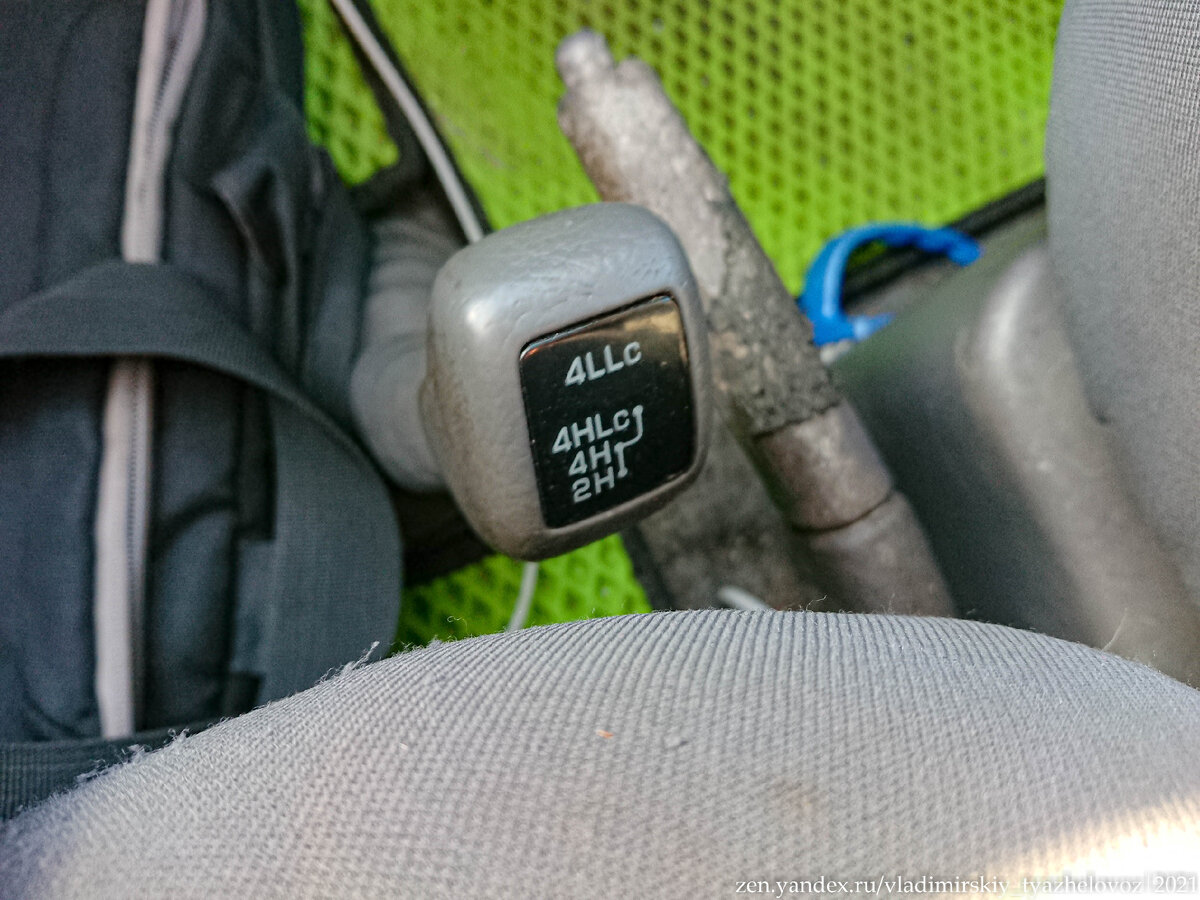 4LLc
4HLc
4H
2H
zen.yandex.ru/vladimirskiy_tyazhelovoz 2021